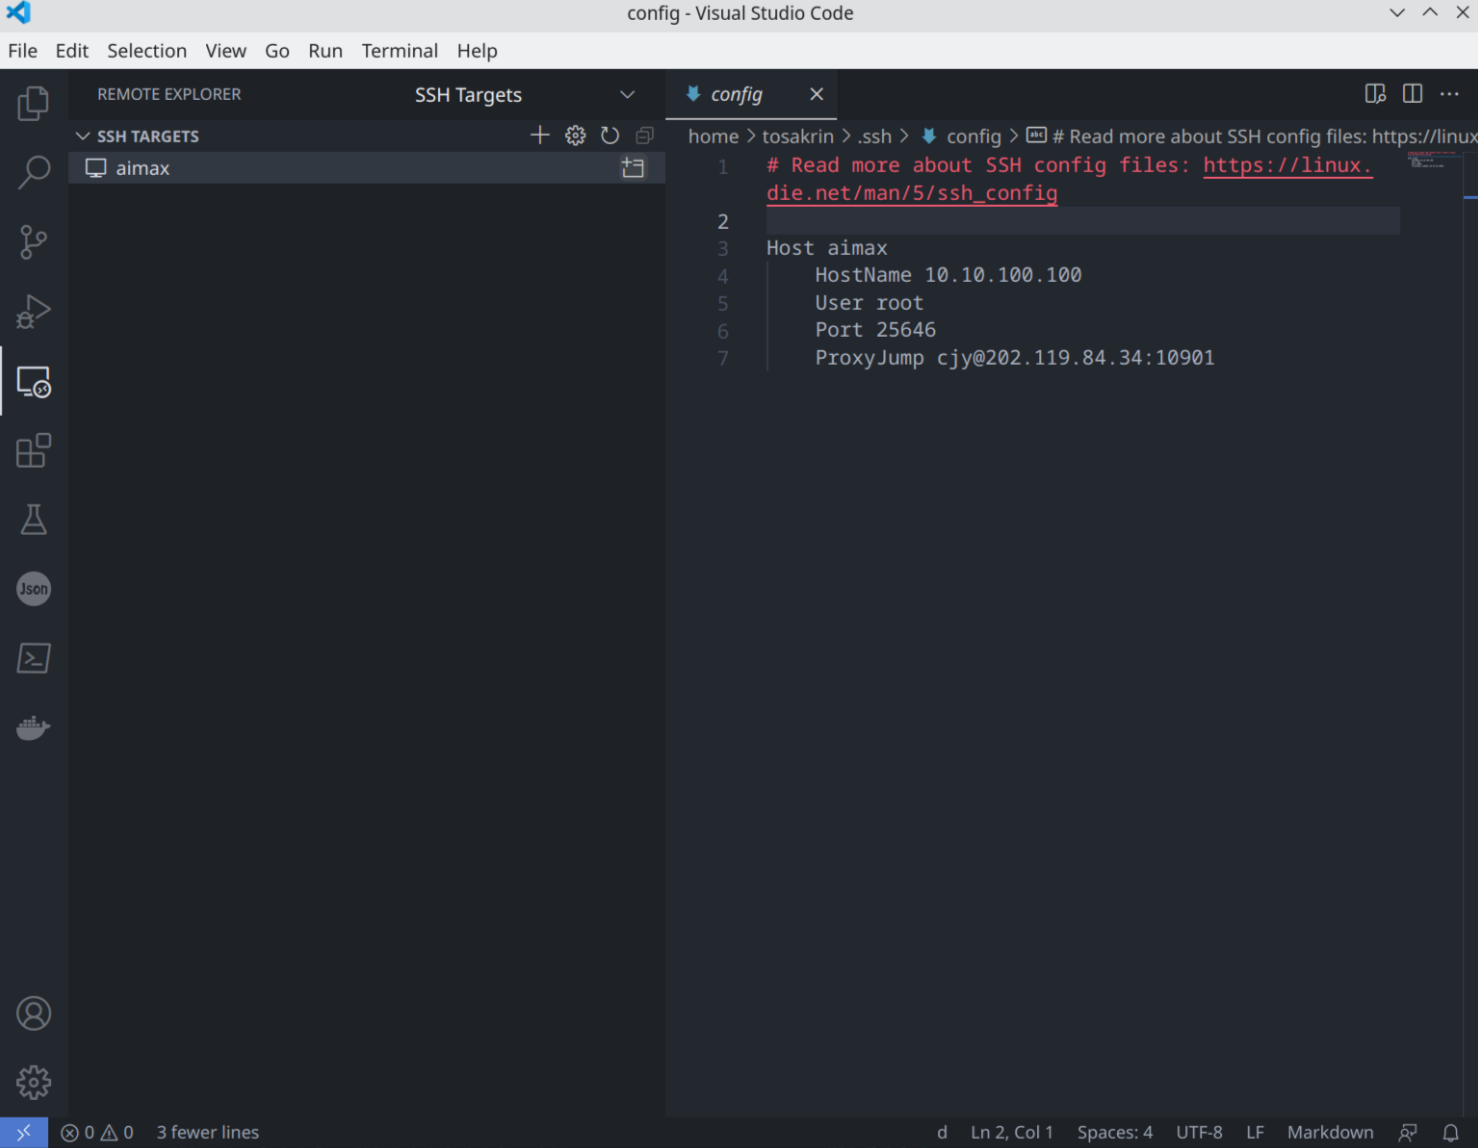 config - Visual Studio Code
File Edit Selection View Go Run Terminal Help
REMOTE EXPLORER SSH Targets
config
SSH TARGETS
home > tosakrin > .ssh > config > abc # Read more about SSH config files: https://linux
aimax
1 # Read more about SSH config files: https://linux.
die.net/man/5/ssh_config
2
3 Host aimax
4 HostName 10.10.100.100
5 User root
6 Port 25646
7 ProxyJump cjy@202.119.84.34:10901
Json
0 0 3 fewer lines d Ln 2, Col 1 Spaces: 4 UTF-8 LF Markdown